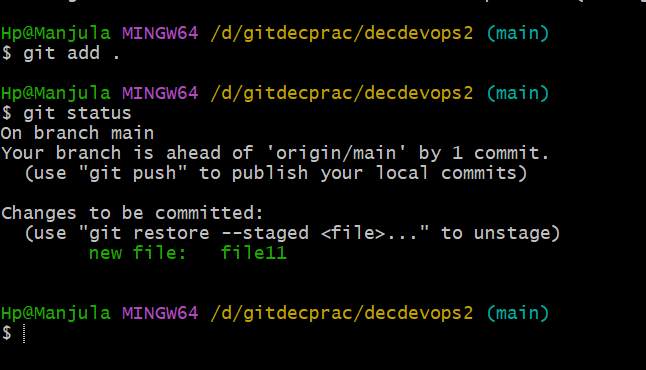 Hp@Manjula MINGW64 /d/gitdecprac/decdevops2 (main)
$ git add .
Hp@Manjula MINGW64 /d/gitdecprac/decdevops2 (main)
$ git status
On branch main
Your branch is ahead of 'origin/main' by 1 commit.
  (use "git push" to publish your local commits)
Changes to be committed:
  (use "git restore --staged <file>..." to unstage)
        new file:   file11
Hp@Manjula MINGW64 /d/gitdecprac/decdevops2 (main)
$